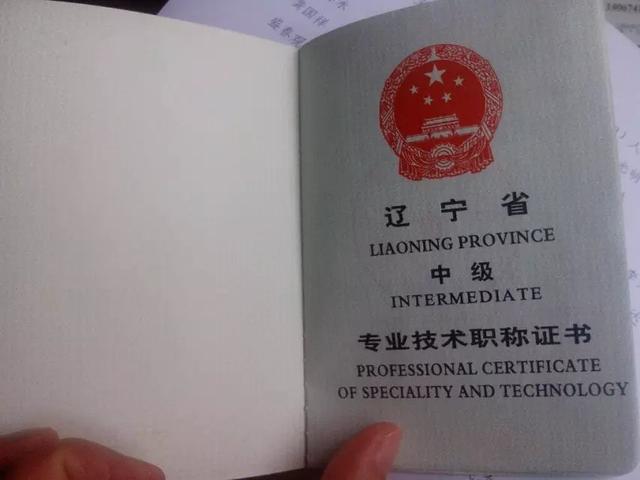 辽宁省
LIAONING PROVINCE
中级
INTERMEDIATE
专业技术职称证书
PROFESSIONAL CERTIFICATE
OF SPECIALITY AND TECHNOLOGY